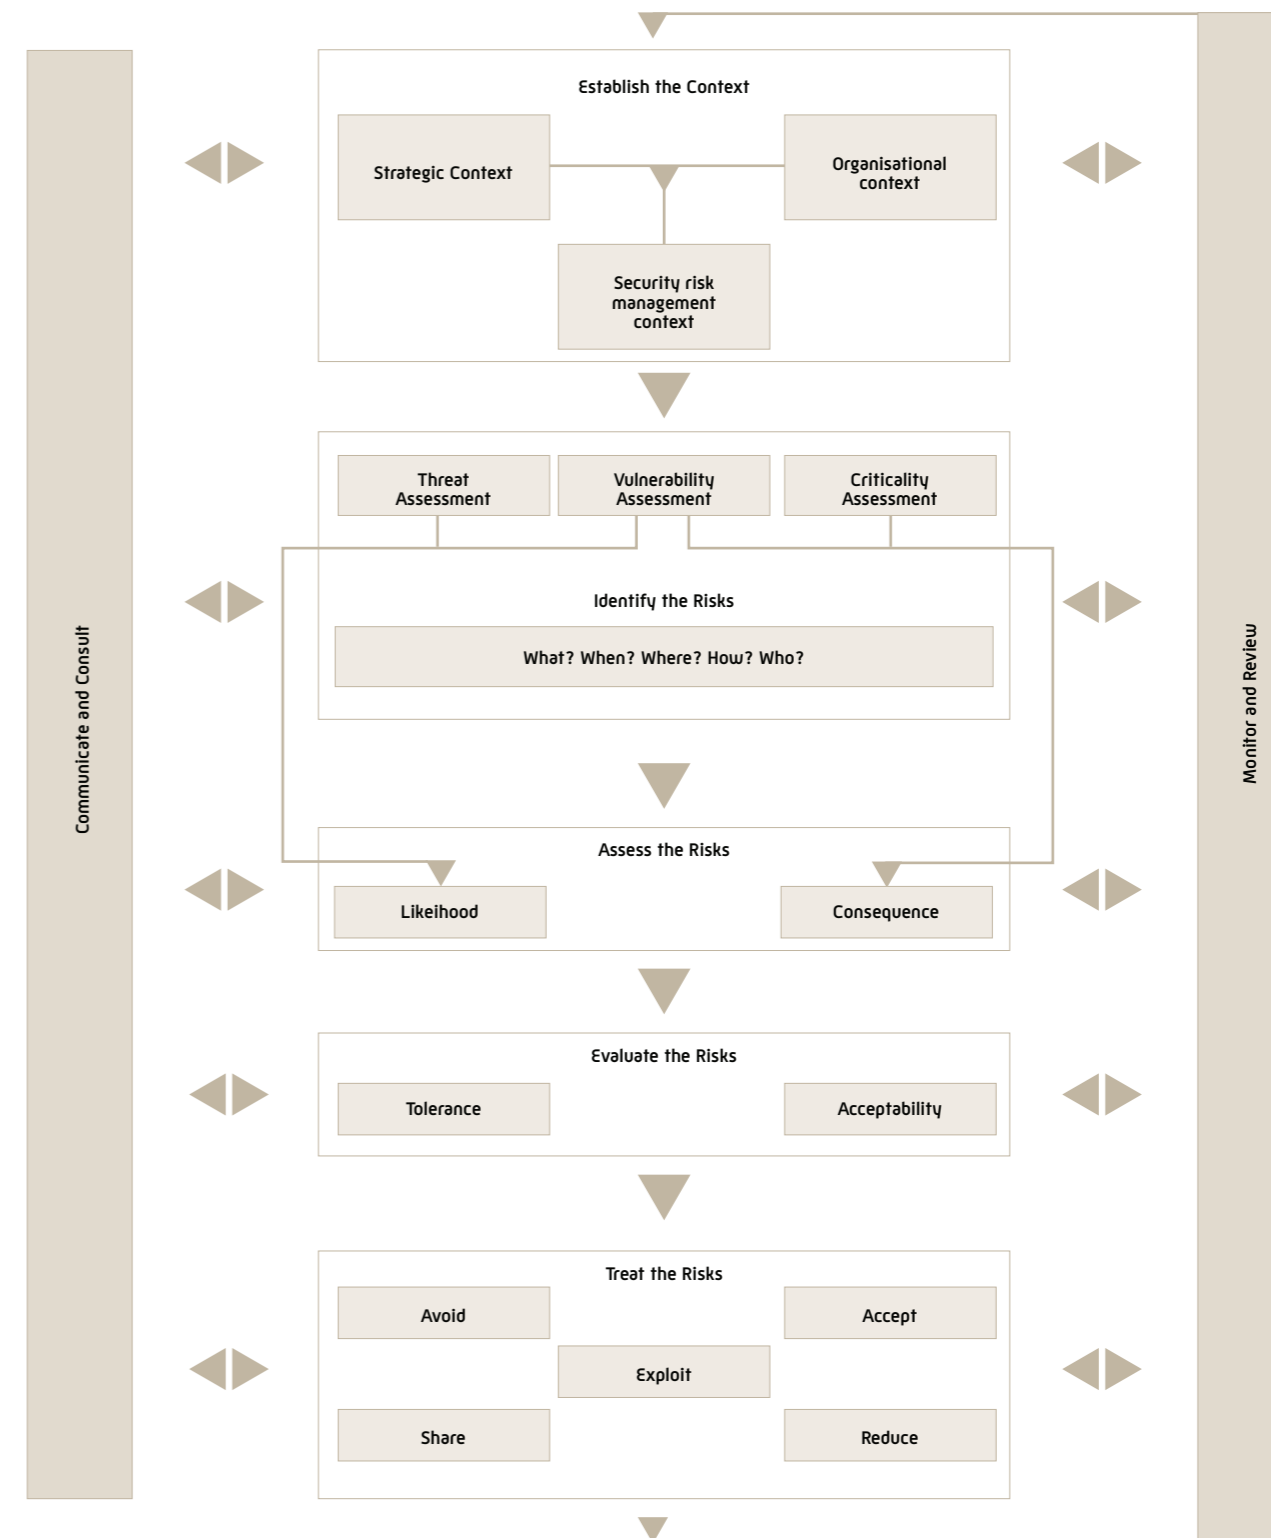 Establish the Context
Strategic Context
Organisational
context
Security risk
management
context
Threat
Assessment
Vulnerability
Assessment
Criticality
Assessment
Identify the Risks
What? When? Where? How? Who?
Communicate and Consult
Monitor and Review
Assess the Risks
Likeihood
Consequence
Evaluate the Risks
Tolerance
Acceptability
Treat the Risks
Avoid
Accept
Exploit
Share
Reduce